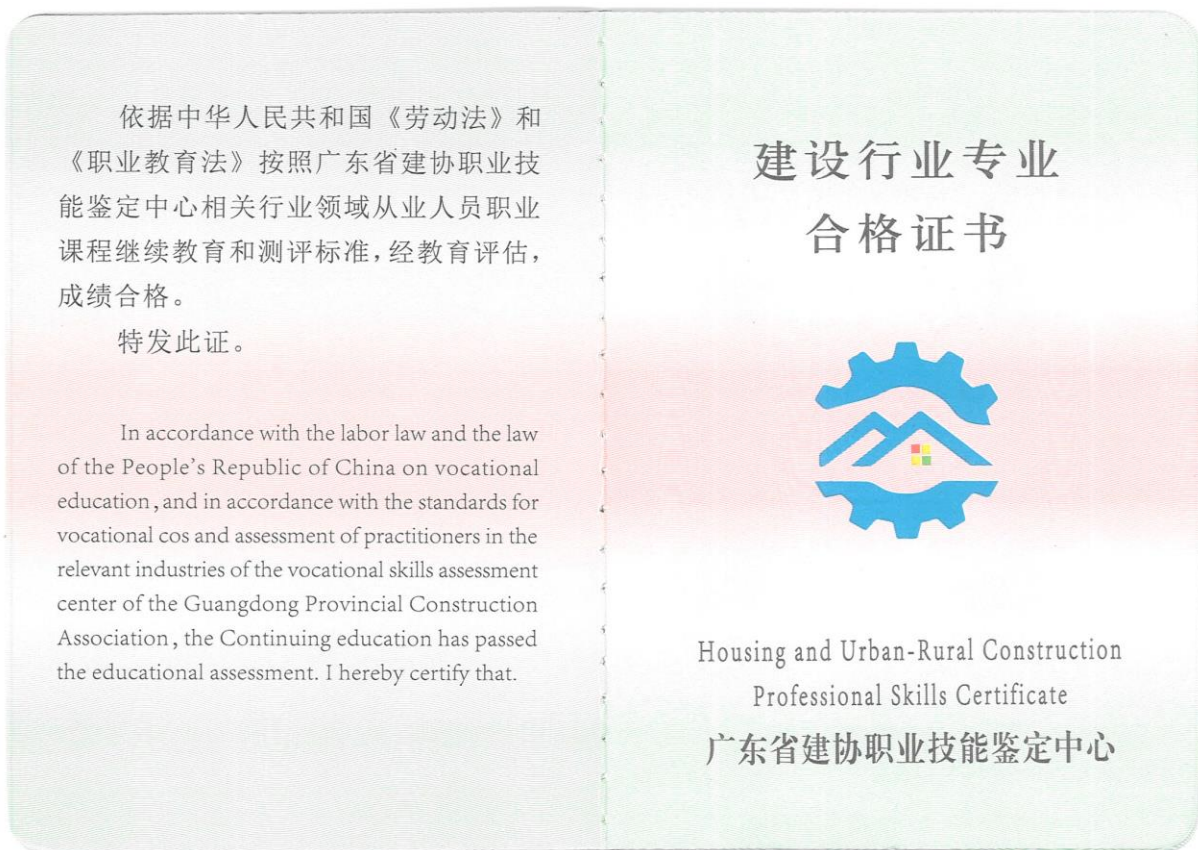 依据中华人民共和国《劳动法》和
《职业教育法》按照广东省建协职业技
能鉴定中心相关行业领域从业人员职业
课程继续教育和测评标准，经教育评估，
成绩合格。
特发此证。
In accordance with the labor law and the law
of the People's Republic of China on vocational
education, and in accordance with the standards for
vocational cos and assessment of practitioners in the
relevant industries of the vocational skills assessment
center of the Guangdong Provincial Construction
Association, the Continuing education has passed
the educational assessment. I hereby certify that.
建设行业专业
合格证书
Housing and Urban-Rural Construction
Professional Skills Certificate
广东省建协职业技能鉴定中心